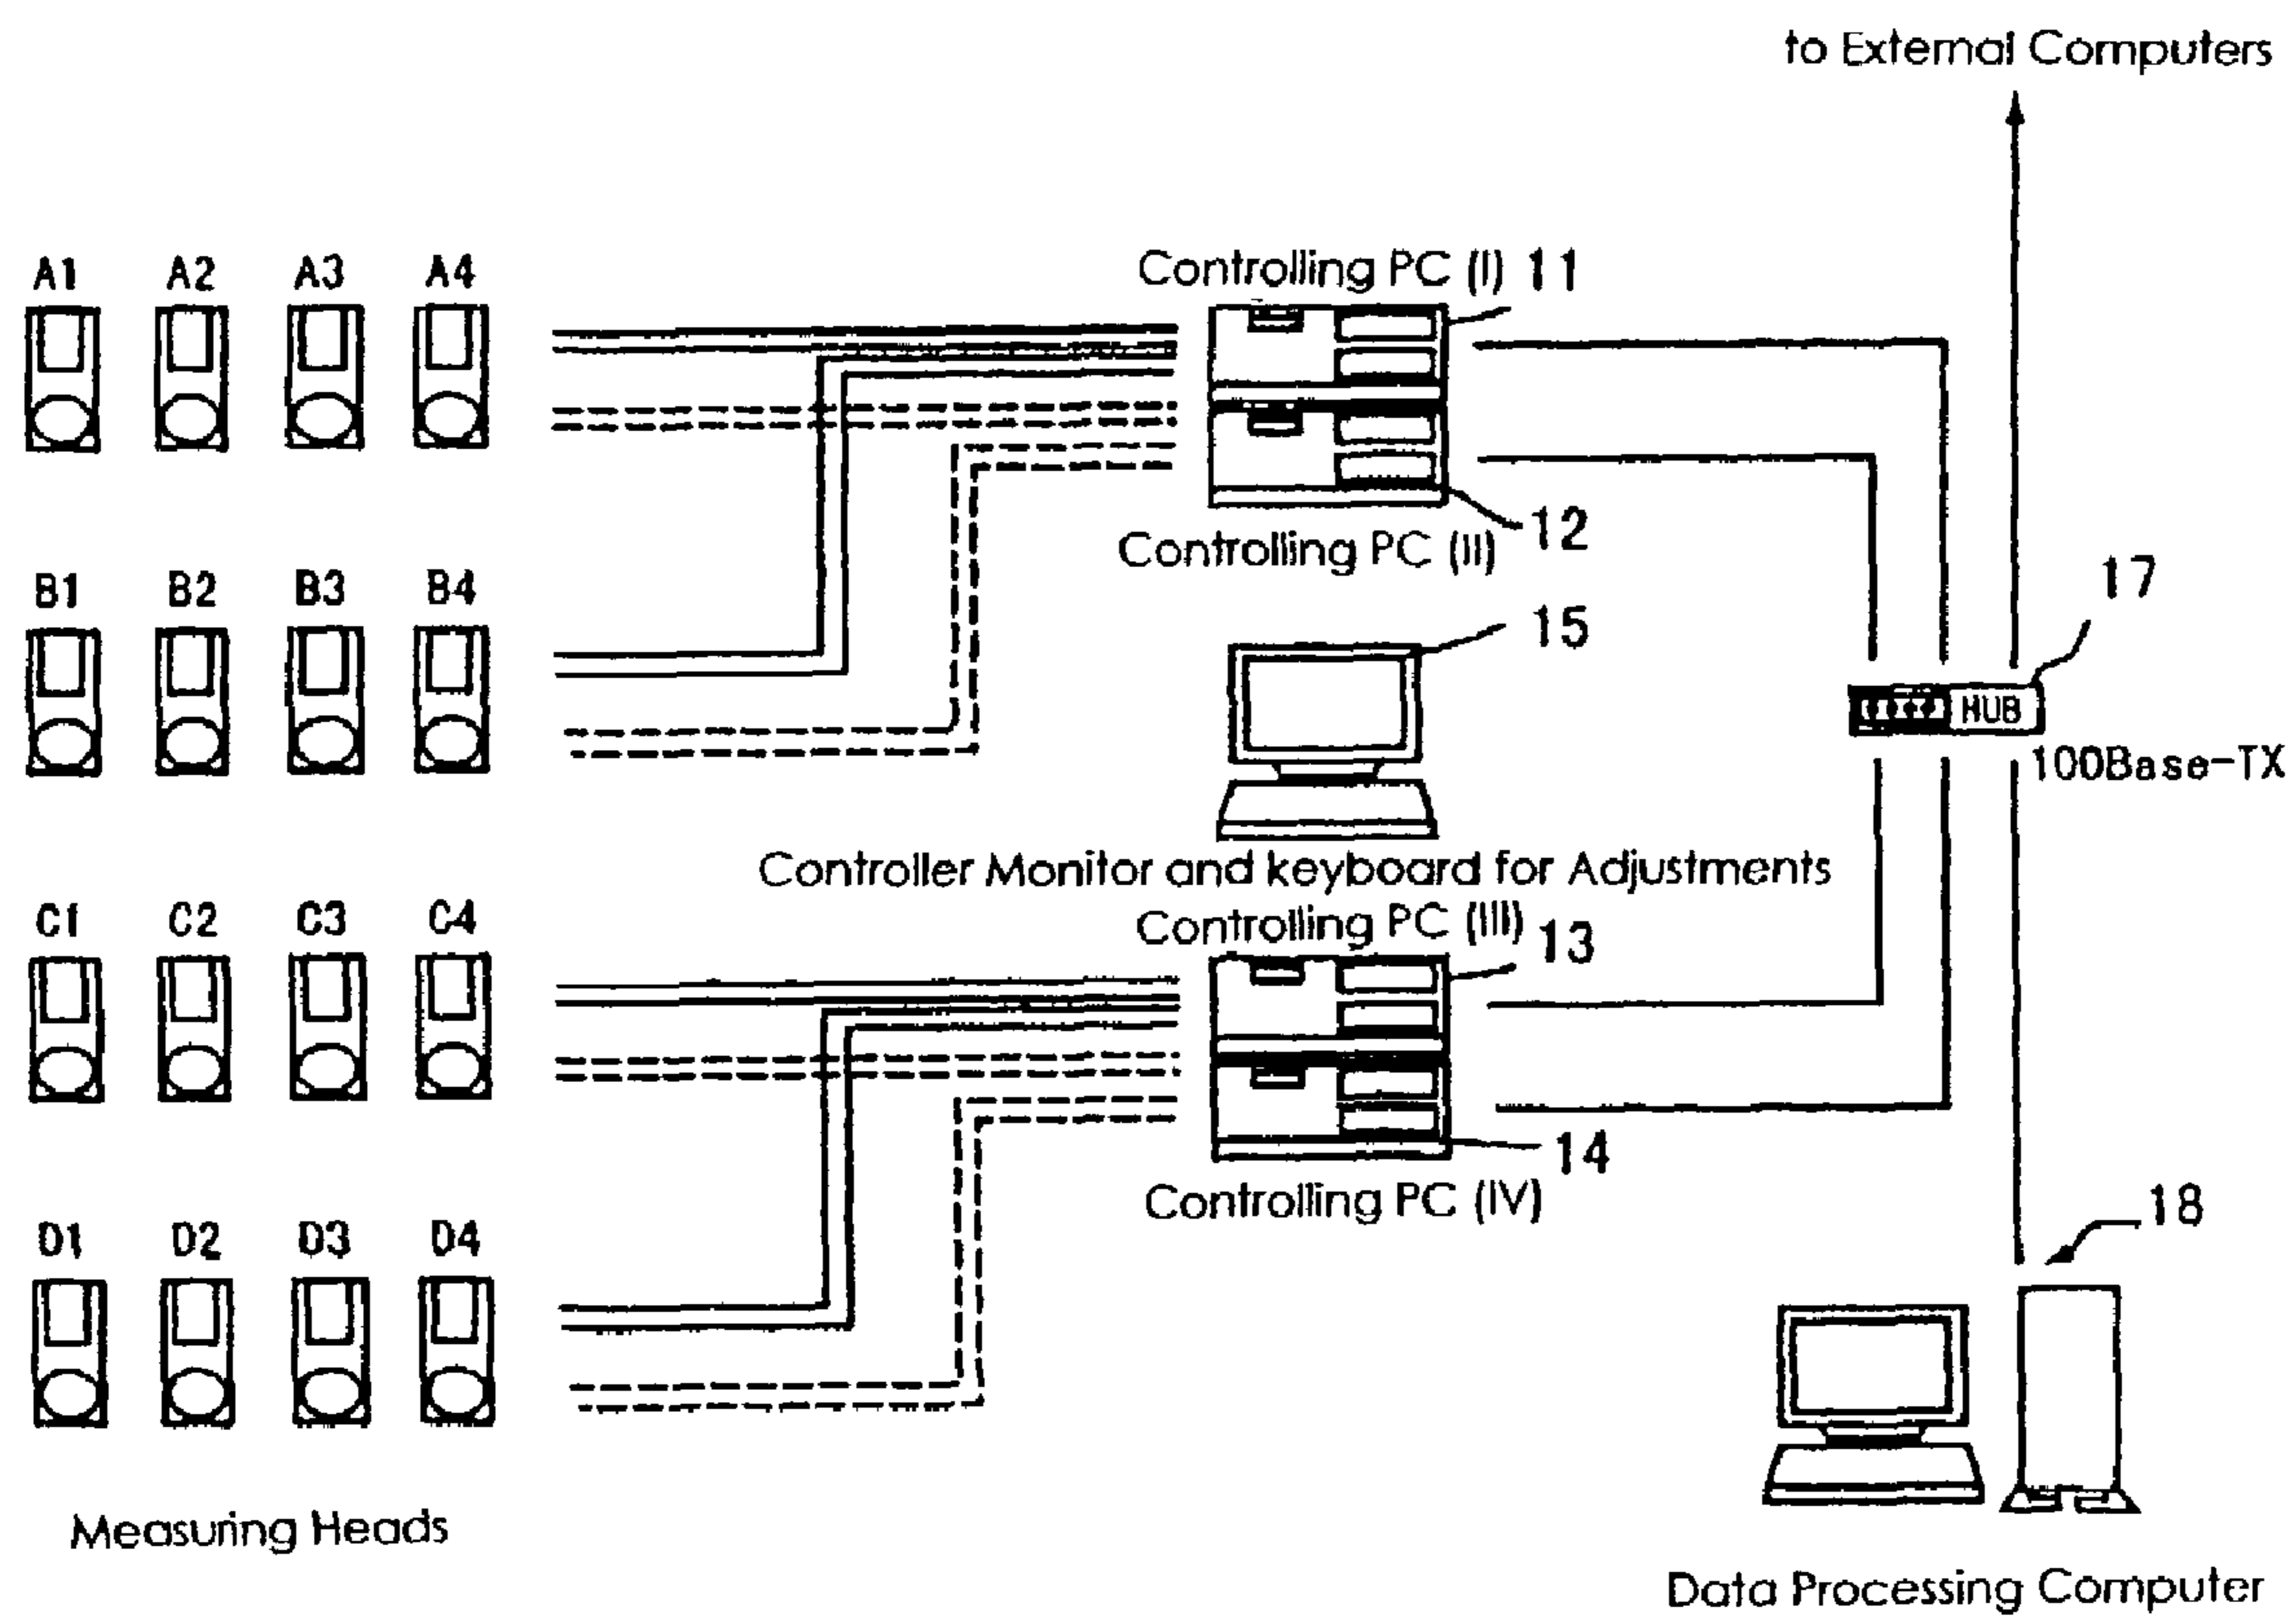 to External Computers
A1 A2 A3 A4
Controlling PC (I) 11
12
Controlling PC (II)
B1 B2 B3 B4
15
17
HUB
100Base-TX
Controller Monitor and keyboard for Adjustments
C1 C2 C3 C4
Controlling PC (III) 13
14
Controlling PC (IV)
D1 D2 D3 D4
18
Measuring Heads
Data Processing Computer